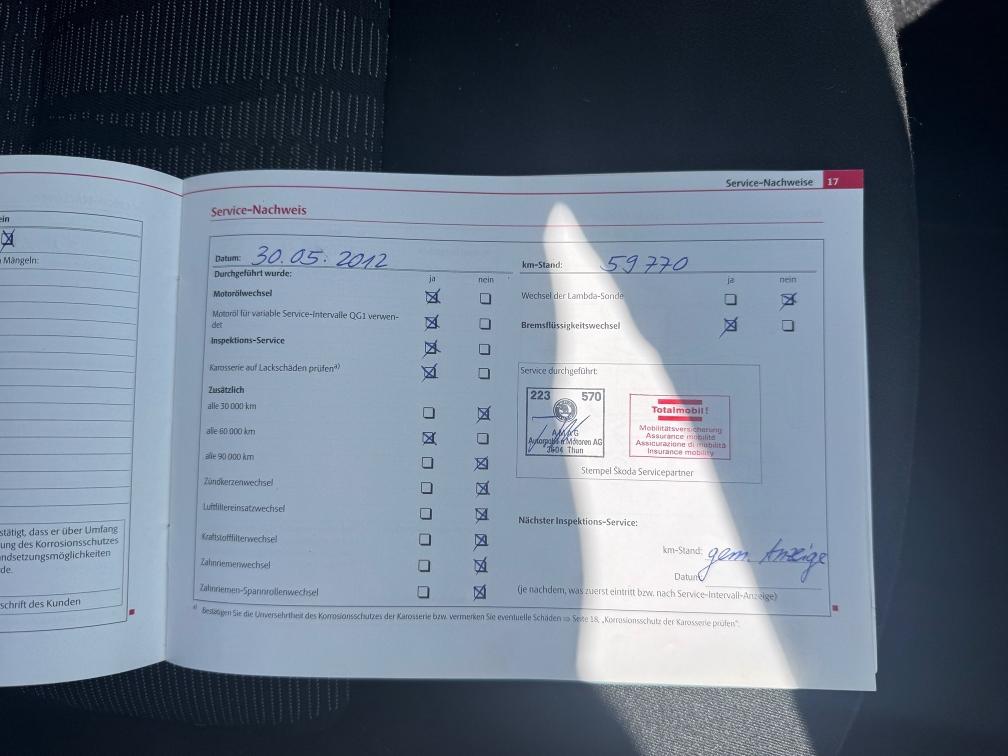 ein
Mängeln:
stätigt, dass er über Umfang
ung des Korrosionsschutzes
ndsetzungsmöglichkeiten
de.
schrift des Kunden
Service-Nachweise 17
Service-Nachweis
Datum: 30.05.2012
Durchgeführt wurde:
ja nein
Motorölwechsel
Motoröl für variable Service-Intervalle QG1 verwen-
det
Inspektions-Service
Karosserie auf Lackschäden prüfen a)
Zusätzlich
alle 30 000 km
alle 60 000 km
alle 90 000 km
Zündkerzenwechsel
Luftfiltereinsatzwechsel
Kraftstofffilterwechsel
Zahnriemenwechsel
Zahnriemen-Spannrollenwechsel
km-Stand: 59770
ja nein
Wechsel der Lambda-Sonde
Bremsflüssigkeitswechsel
Service durchgeführt:
223 570
AMAG
Automobil- u. Motoren AG
3604 Thun
Totalmobil!
Mobilitätsversicherung
Assurance mobilité
Assicurazione di mobilità
Insurance mobility
Stempel Škoda Servicepartner
Nächster Inspektions-Service:
km-Stand: gem. Anzeige
Datum
(je nachdem, was zuerst eintritt bzw. nach Service-Intervall-Anzeige)
a) Bestätigen Sie die Unversehrtheit des Korrosionsschutzes der Karosserie bzw. vermerken Sie eventuelle Schäden ⇒ Seite 18, „Korrosionsschutz der Karosserie prüfen“.